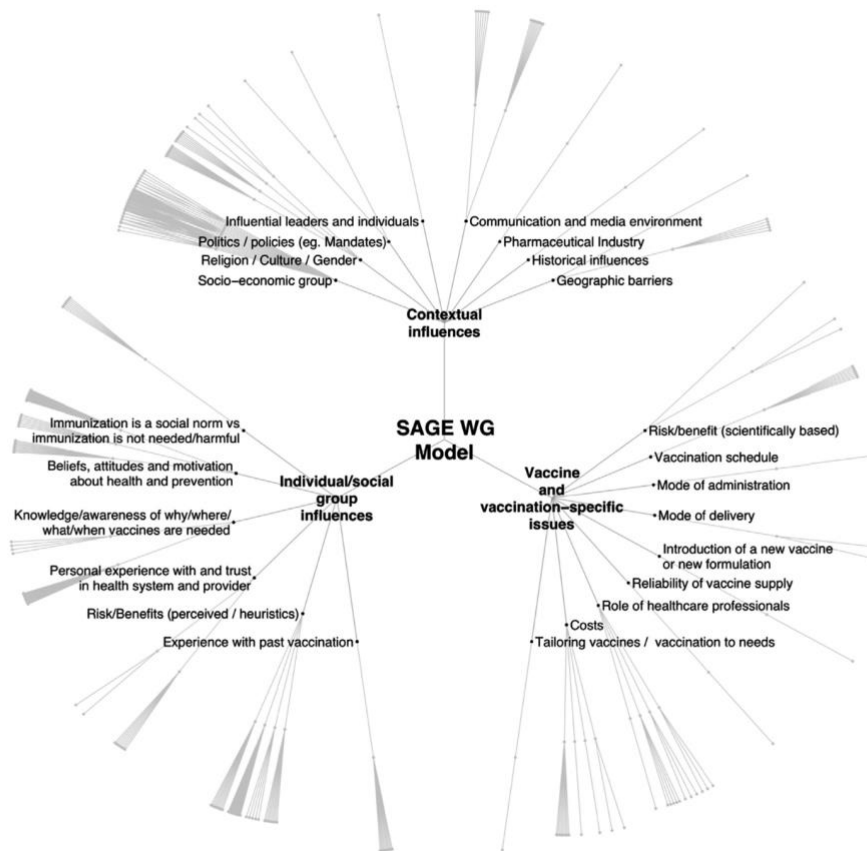 Influential leaders and individuals
Politics / policies (eg. Mandates)
Religion / Culture / Gender
Socio−economic group
Communication and media environment
Pharmaceutical Industry
Historical influences
Geographic barriers
Contextual
influences
SAGE WG
Model
Immunization is a social norm vs
immunization is not needed/harmful
Beliefs, attitudes and motivation
about health and prevention
Knowledge/awareness of why/where/
what/when vaccines are needed
Personal experience with and trust
in health system and provider
Risk/Benefits (perceived / heuristics)
Experience with past vaccination
Individual/social
group
influences
Vaccine
and
vaccination−specific
issues
Risk/benefit (scientifically based)
Vaccination schedule
Mode of administration
Mode of delivery
Introduction of a new vaccine
or new formulation
Reliability of vaccine supply
Role of healthcare professionals
Costs
Tailoring vaccines / vaccination to needs